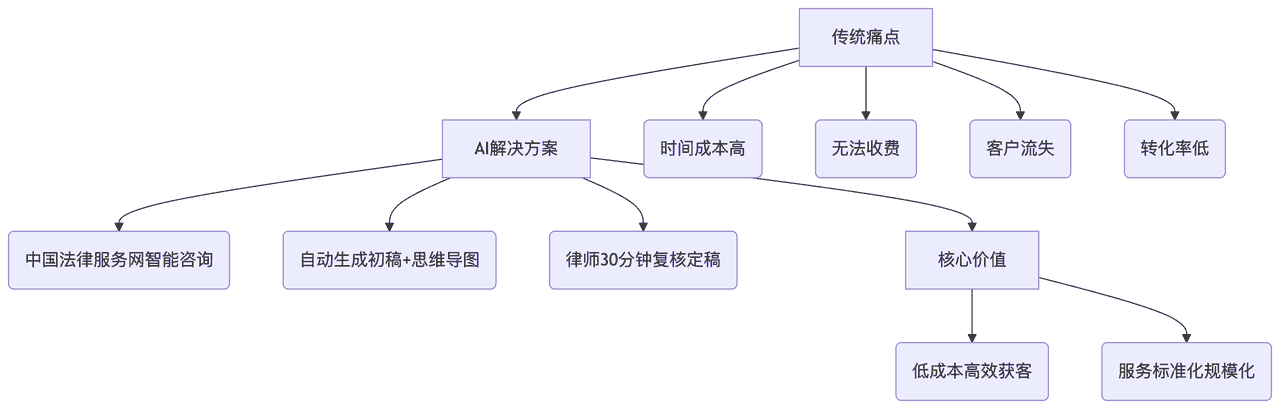 传统痛点
AI解决方案
时间成本高
无法收费
客户流失
转化率低
中国法律服务网智能咨询
自动生成初稿+思维导图
律师30分钟复核定稿
核心价值
低成本高效获客
服务标准化规模化